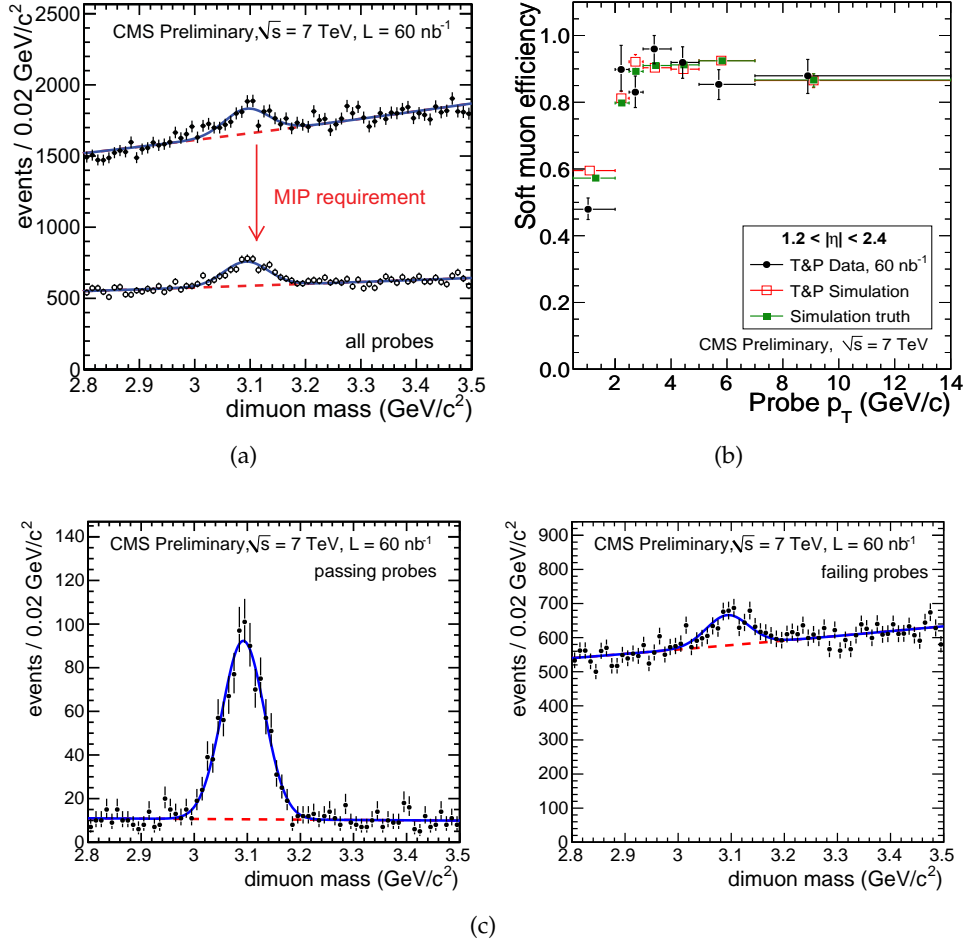 CMS Preliminary,√s = 7 TeV, L = 60 nb⁻¹
events / 0.02 GeV/c²
2500
2000
1500
1000
500
0
MIP requirement
all probes
2.8 2.9 3 3.1 3.2 3.3 3.4 3.5
dimuon mass (GeV/c²)
(a)
Soft muon efficiency
1.0
0.8
0.6
0.4
0.2
0.0
1.2 < |η| < 2.4
T&P Data, 60 nb⁻¹
T&P Simulation
Simulation truth
CMS Preliminary, √s = 7 TeV
2 4 6 8 10 12 14
Probe p_T (GeV/c)
(b)
CMS Preliminary,√s = 7 TeV, L = 60 nb⁻¹
passing probes
events / 0.02 GeV/c²
140
120
100
80
60
40
20
0
2.8 2.9 3 3.1 3.2 3.3 3.4 3.5
dimuon mass (GeV/c²)
CMS Preliminary,√s = 7 TeV, L = 60 nb⁻¹
failing probes
events / 0.02 GeV/c²
900
800
700
600
500
400
300
200
100
0
2.8 2.9 3 3.1 3.2 3.3 3.4 3.5
dimuon mass (GeV/c²)
(c)